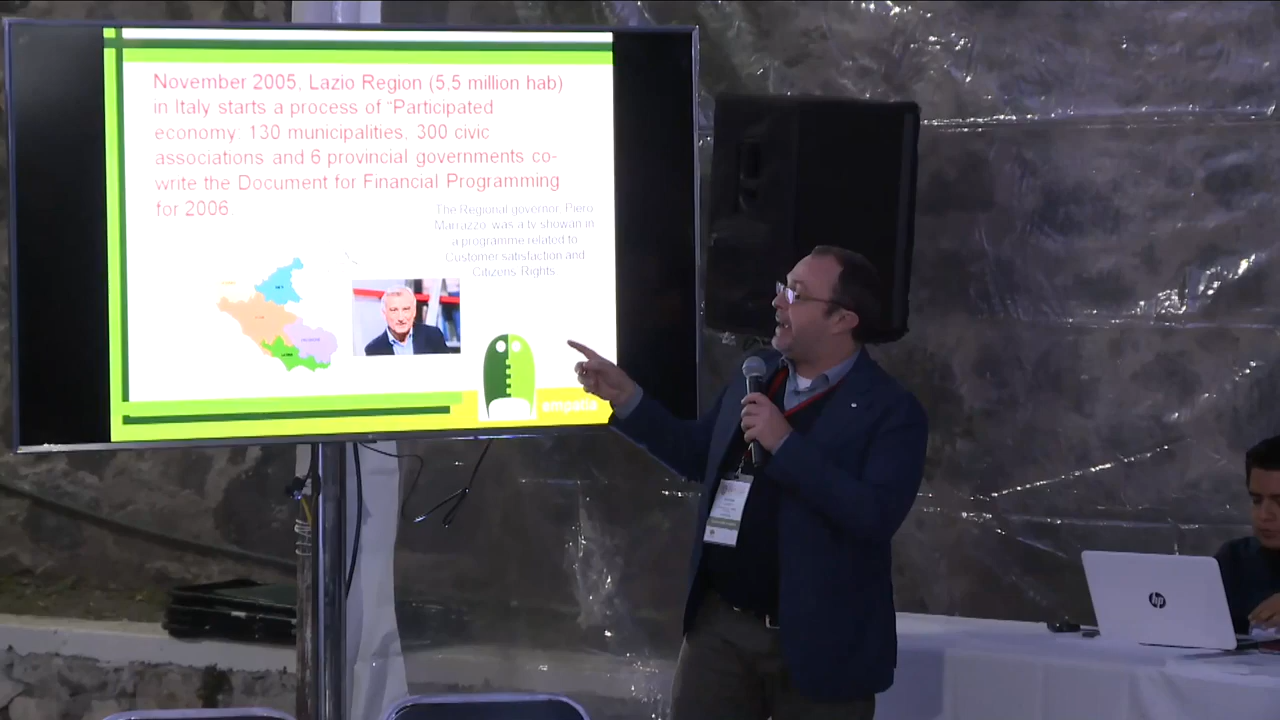 November 2005, Lazio Region (5,5 million hab)
in Italy starts a process of “Participated
economy: 130 municipalities, 300 civic
associations and 6 provincial governments co-
write the Document for Financial Programming
for 2006.
The Regional governor, Piero
Marrazzo, was a tv showan in
a programme related to
Customer satisfaction and
Citizens Rights
empatia
hp